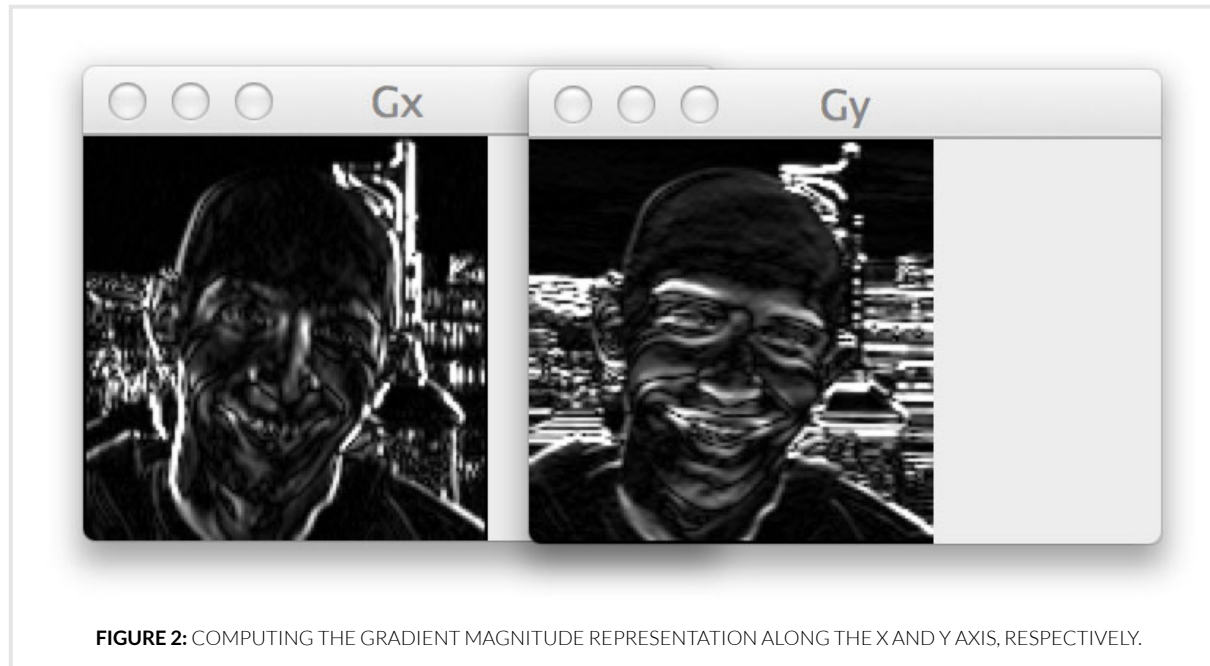 Gx
Gy
FIGURE 2: COMPUTING THE GRADIENT MAGNITUDE REPRESENTATION ALONG THE X AND Y AXIS, RESPECTIVELY.